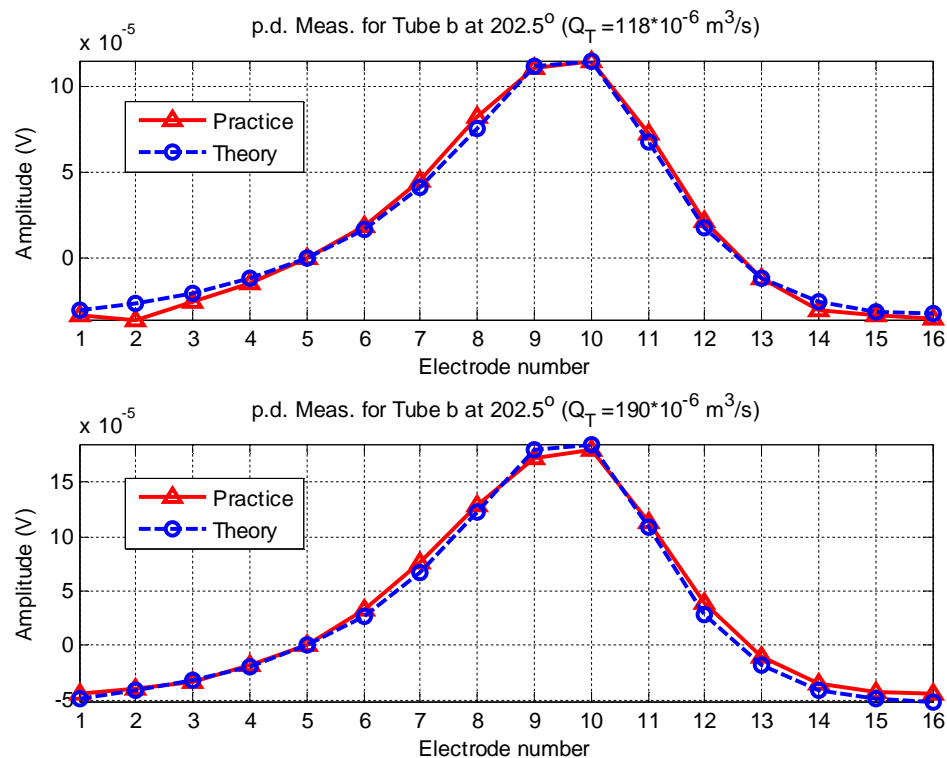 p.d. Meas. for Tube b at 202.5° (Q_T =118*10^-6 m^3/s)
x 10^-5
10
5
0
Amplitude (V)
Practice
Theory
1 2 3 4 5 6 7 8 9 10 11 12 13 14 15 16
Electrode number
p.d. Meas. for Tube b at 202.5° (Q_T =190*10^-6 m^3/s)
x 10^-5
15
10
5
0
-5
Amplitude (V)
Practice
Theory
1 2 3 4 5 6 7 8 9 10 11 12 13 14 15 16
Electrode number